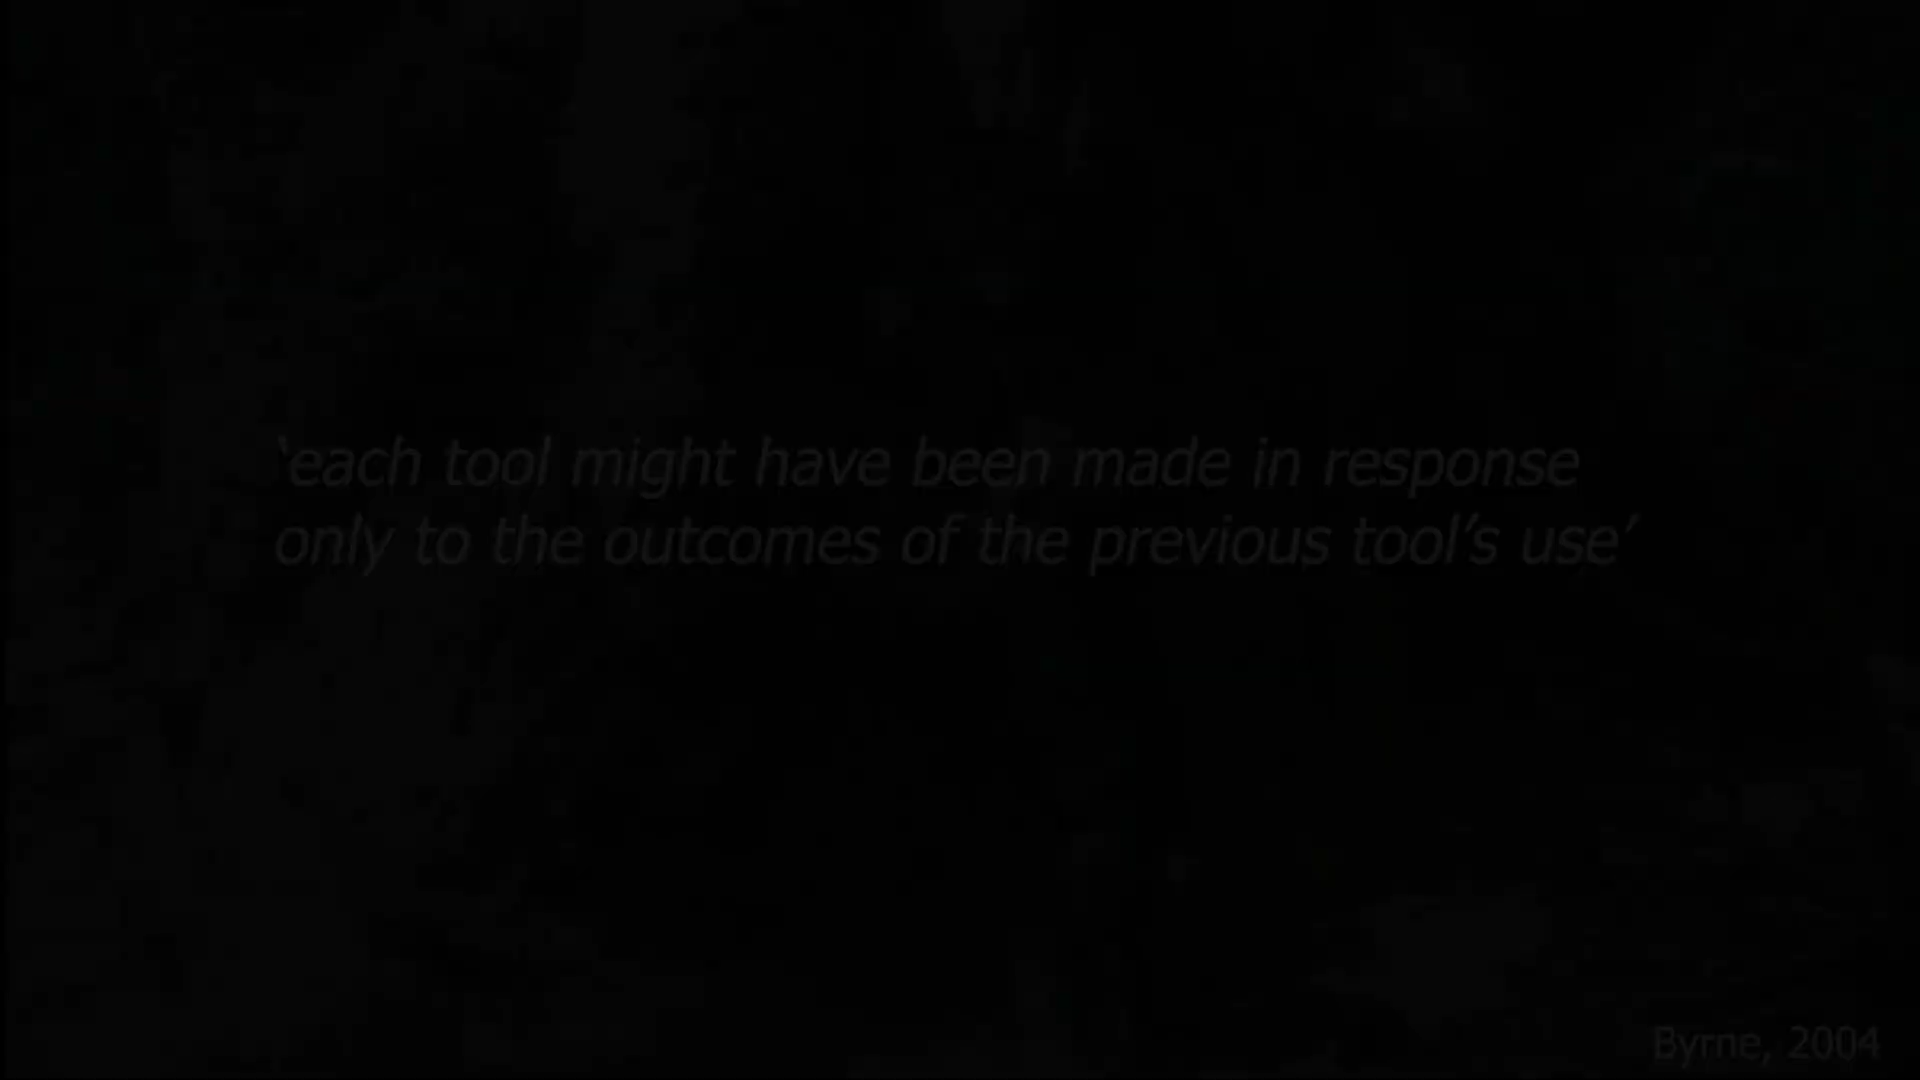 ‘each tool might have been made in response
only to the outcomes of the previous tool’s use’
Byrne, 2004